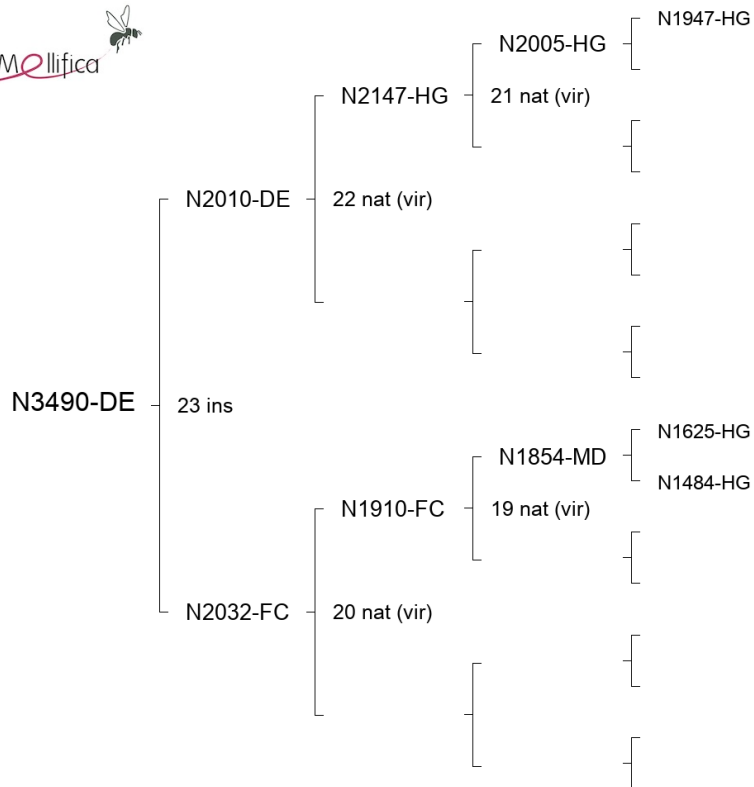 N1947-HG
N2005-HG
Mellifica
N2147-HG
21 nat (vir)
N2010-DE
22 nat (vir)
N3490-DE
23 ins
N1625-HG
N1854-MD
N1484-HG
N1910-FC
19 nat (vir)
N2032-FC
20 nat (vir)